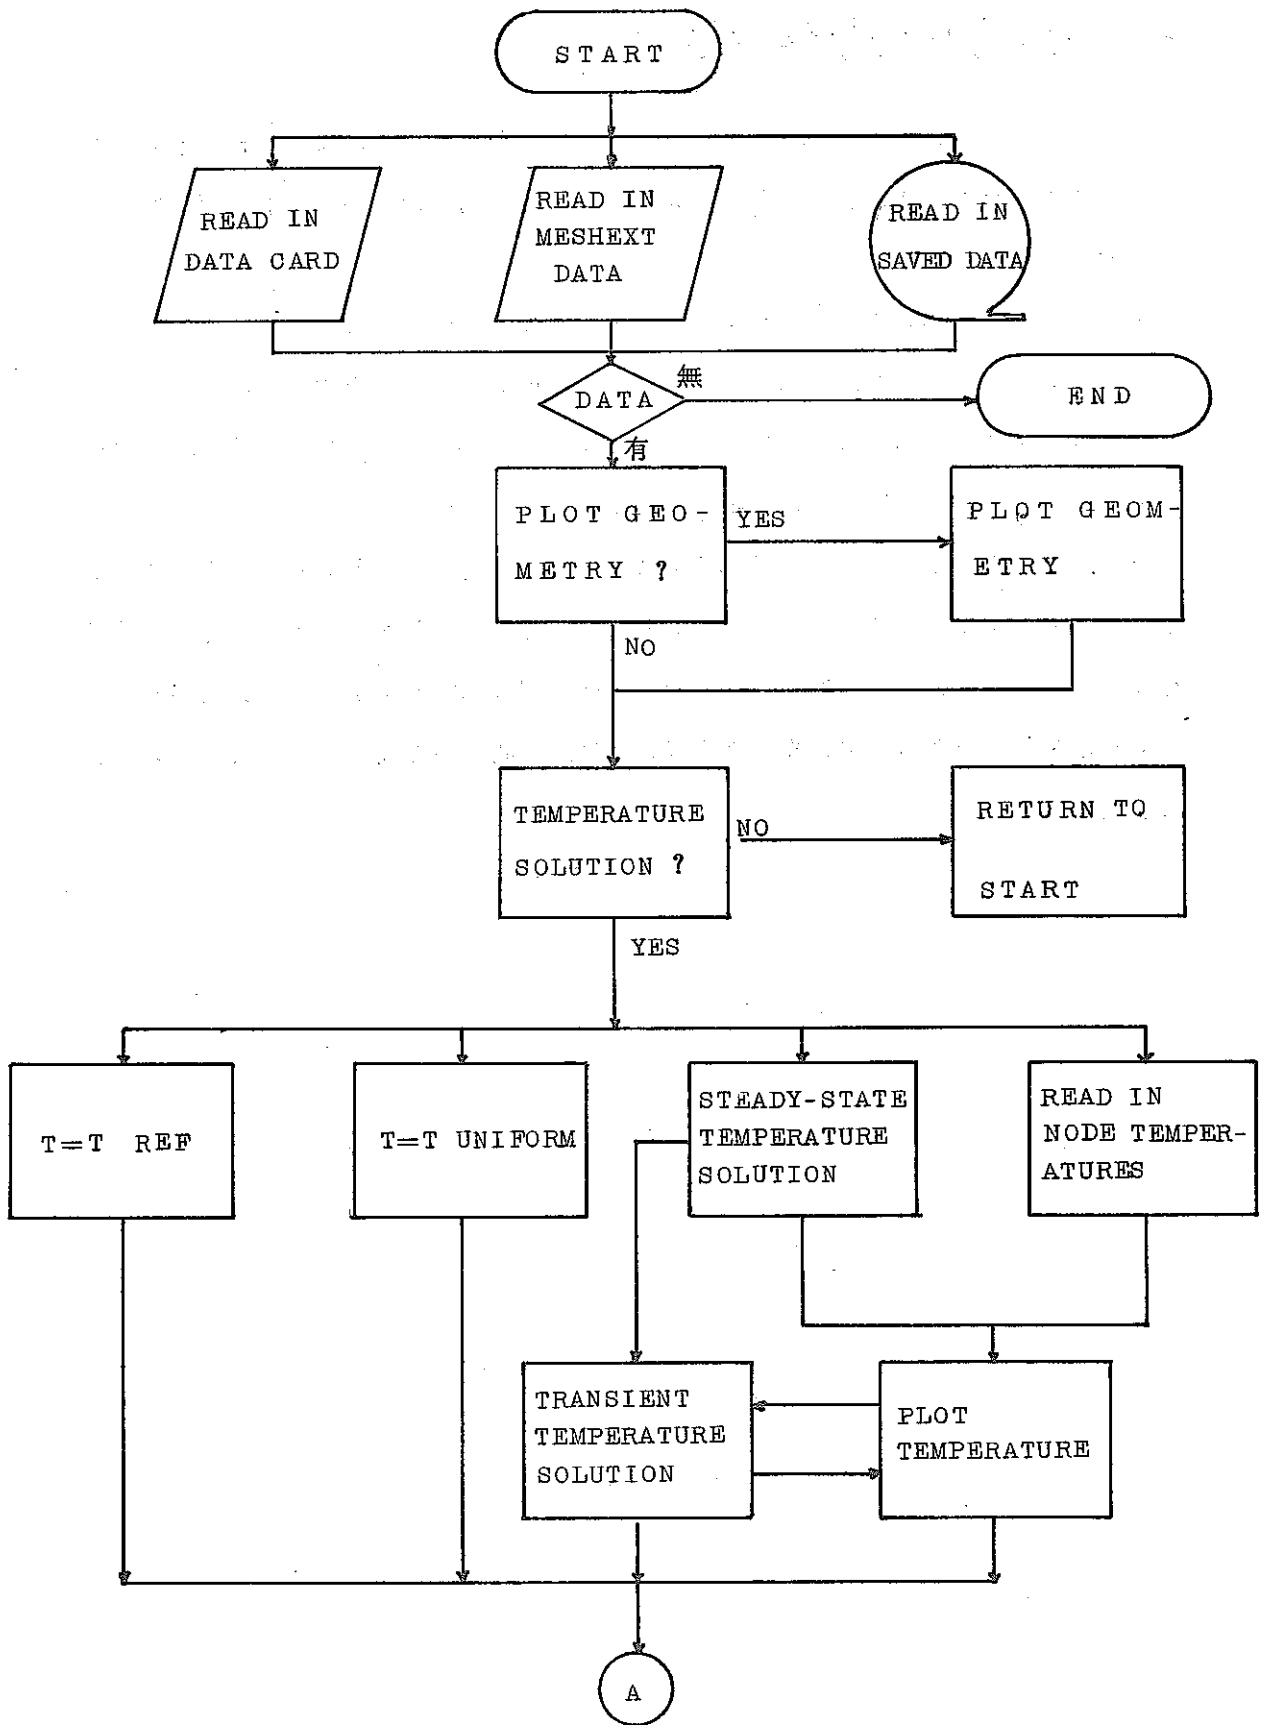 START
READ IN
DATA CARD
READ IN
MESHEXT
DATA
READ IN
SAVED DATA
DATA
無
END
有
PLOT GEO-
METRY ?
YES
PLOT GEOM-
ETRY
NO
TEMPERATURE
SOLUTION ?
NO
RETURN TO
START
YES
T=T REF
T=T UNIFORM
STEADY-STATE
TEMPERATURE
SOLUTION
READ IN
NODE TEMPER-
ATURES
TRANSIENT
TEMPERATURE
SOLUTION
PLOT
TEMPERATURE
A